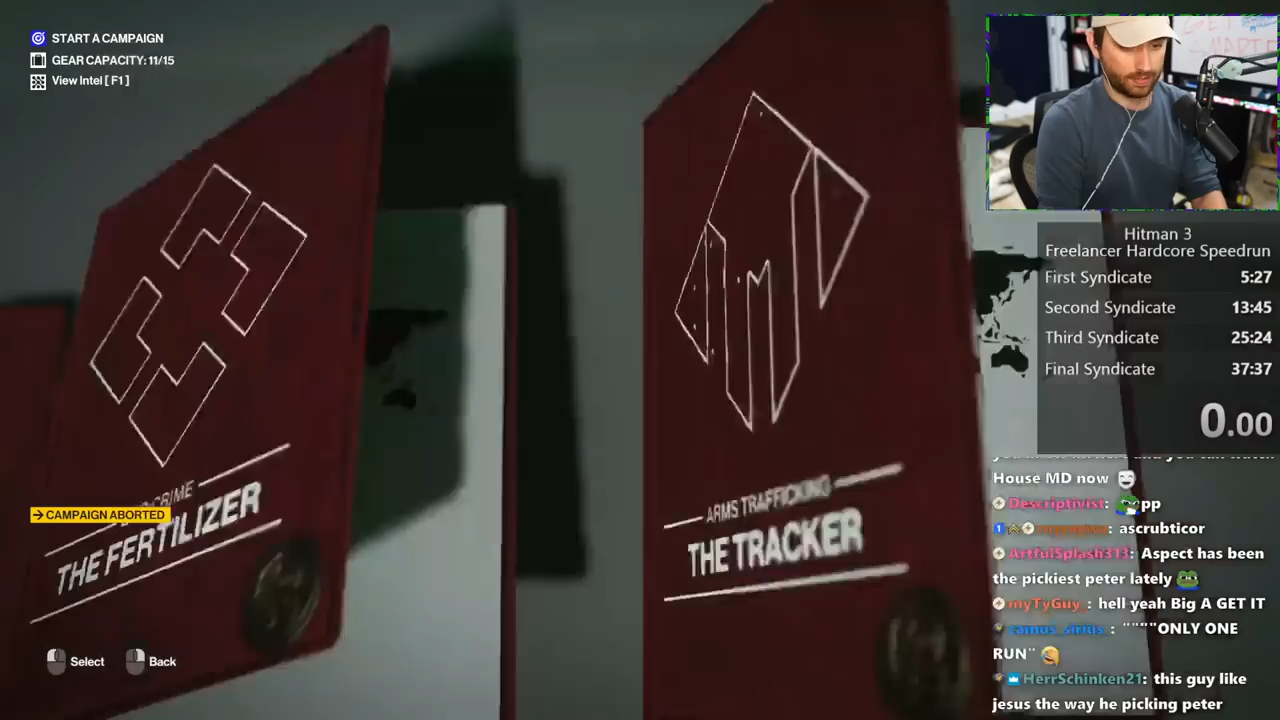 START A CAMPAIGN
GEAR CAPACITY: 11/15
View Intel [ F1 ]
THE FERTILIZER
CAMPAIGN ABORTED
ARMS TRAFFICKING
THE TRACKER
Select
Back
Hitman 3
Freelancer Hardcore Speedrun
First Syndicate 5:27
Second Syndicate 13:45
Third Syndicate 25:24
Final Syndicate 37:37
0.00
House MD now
Descriptivist: pp
: ascrubticor
ArtfulSplash313: Aspect has been
the pickiest peter lately
myTyGuy_: hell yeah Big A GET IT
camus_sirius_: """"ONLY ONE
RUN"
HerrSchinken21: this guy like
jesus the way he picking peter